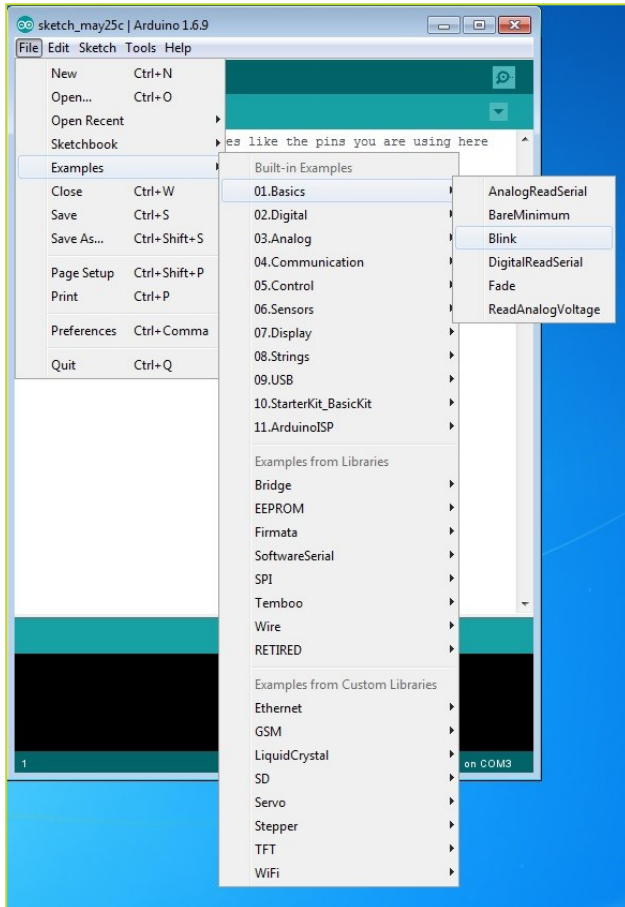 sketch_may25c | Arduino 1.6.9
File Edit Sketch Tools Help
New Ctrl+N
Open... Ctrl+O
Open Recent
Sketchbook
Examples
Close Ctrl+W
Save Ctrl+S
Save As... Ctrl+Shift+S
Page Setup Ctrl+Shift+P
Print Ctrl+P
Preferences Ctrl+Comma
Quit Ctrl+Q
es like the pins you are using here
Built-in Examples
01.Basics
02.Digital
03.Analog
04.Communication
05.Control
06.Sensors
07.Display
08.Strings
09.USB
10.StarterKit_BasicKit
11.ArduinoISP
Examples from Libraries
Bridge
EEPROM
Firmata
SoftwareSerial
SPI
Temboo
Wire
RETIRED
Examples from Custom Libraries
Ethernet
GSM
LiquidCrystal
SD
Servo
Stepper
TFT
WiFi
AnalogReadSerial
BareMinimum
Blink
DigitalReadSerial
Fade
ReadAnalogVoltage
1
on COM3